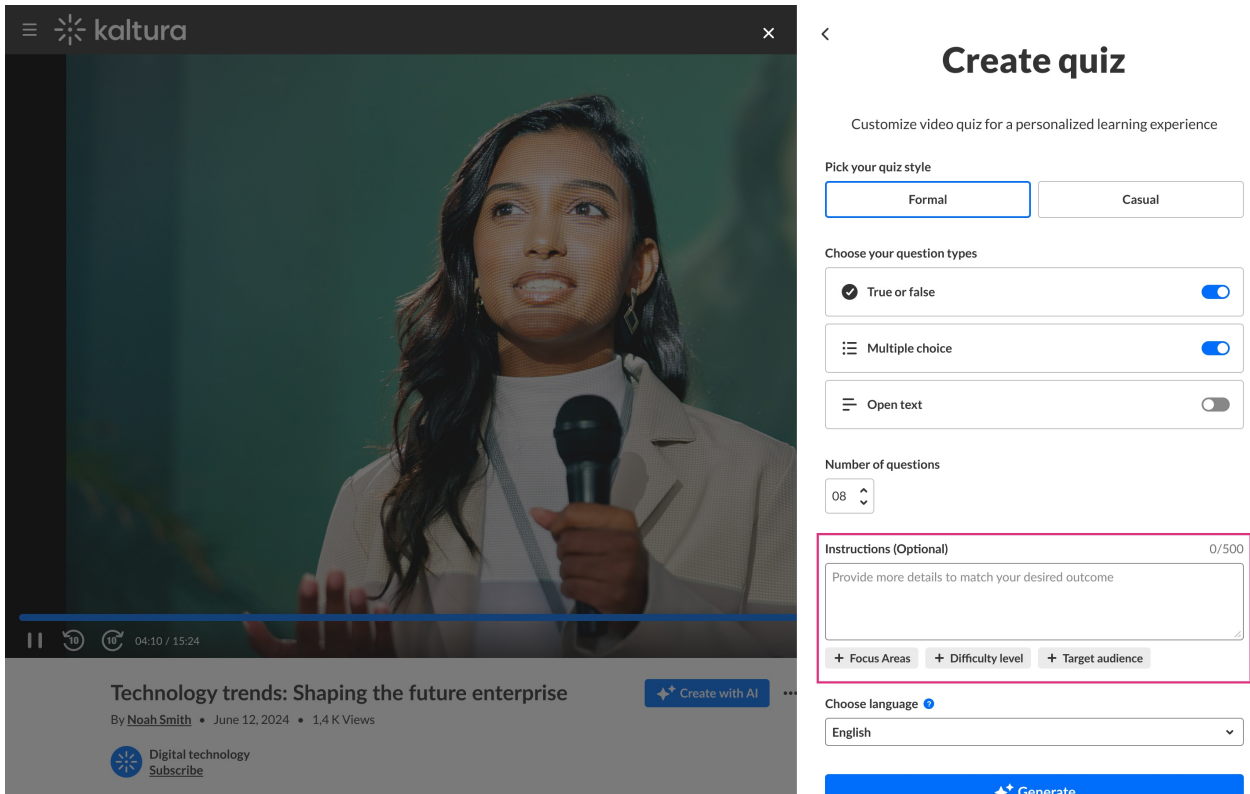 kaltura
10
10
04:10 / 15:24
Technology trends: Shaping the future enterprise
Create with AI
By Noah Smith • June 12, 2024 • 1,4 K Views
Digital technology
Subscribe
Create quiz
Customize video quiz for a personalized learning experience
Pick your quiz style
Formal
Casual
Choose your question types
True or false
Multiple choice
Open text
Number of questions
08
Instructions (Optional)
0/500
Provide more details to match your desired outcome
+ Focus Areas
+ Difficulty level
+ Target audience
Choose language ?
English
Generate